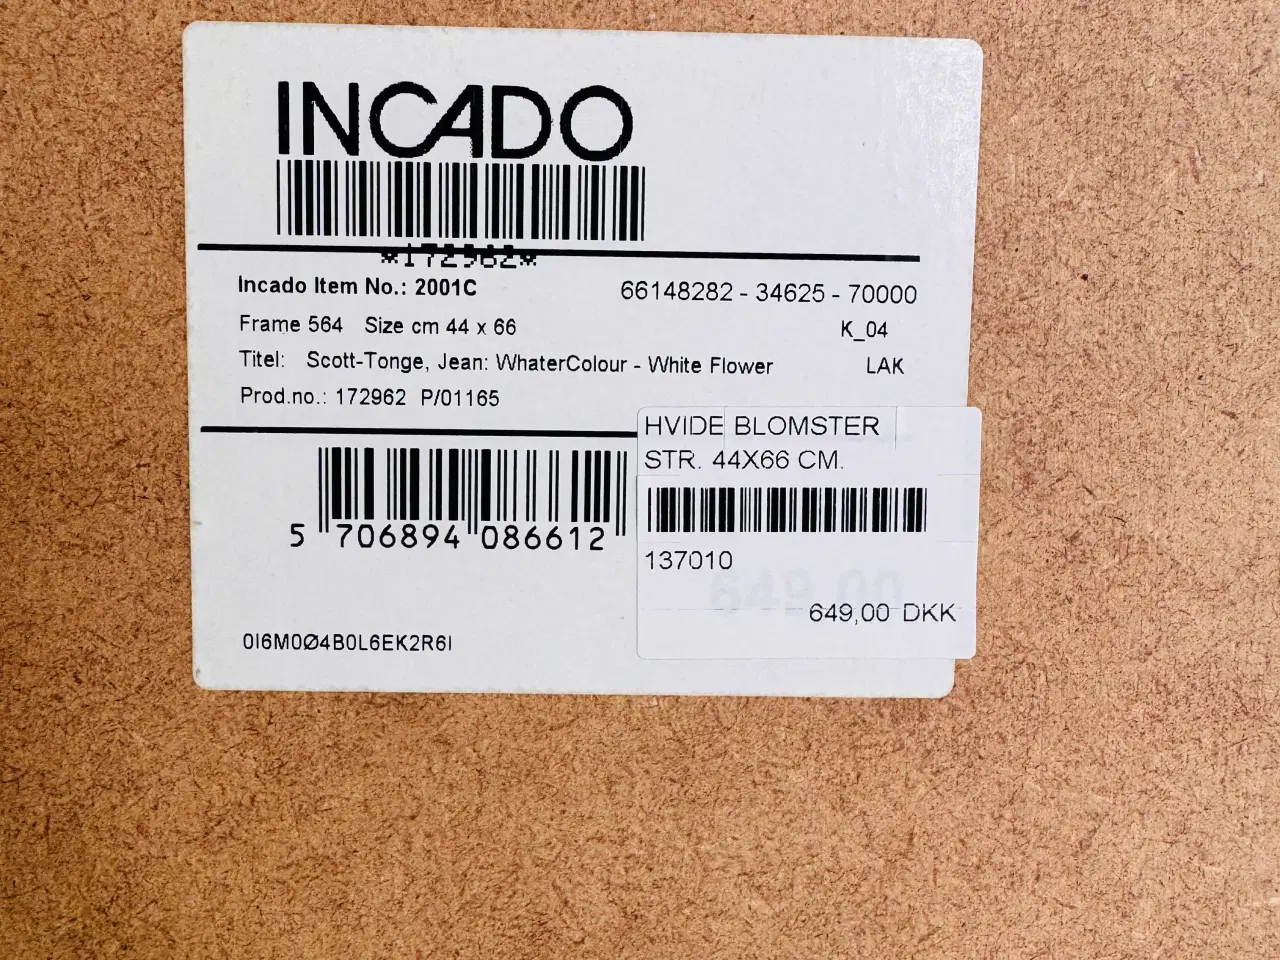 INCADO
*172962*
Incado Item No.: 2001C 66148282 - 34625 - 70000
Frame 564 Size cm 44 x 66 K_04
Titel: Scott-Tonge, Jean: WhaterColour - White Flower LAK
Prod.no.: 172962 P/01165
HVIDE BLOMSTER
STR. 44X66 CM.
5 706894 086612
137010
649,00
649,00 DKK
0I6M0Ø4B0L6EK2R6I